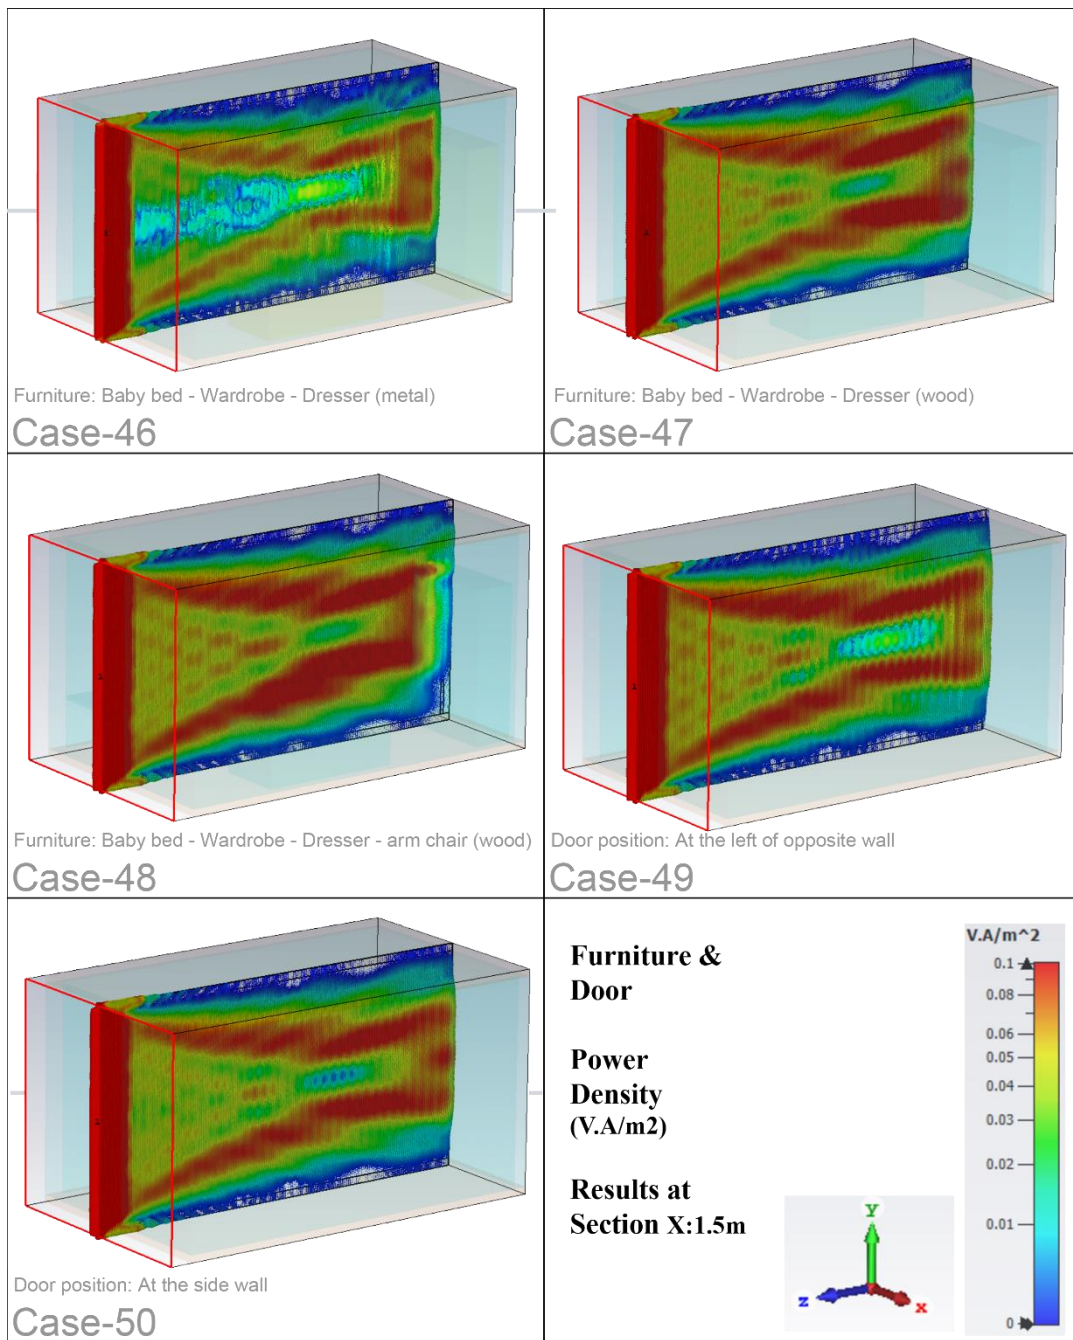 Furniture: Baby bed - Wardrobe - Dresser (metal)
Case-46
Furniture: Baby bed - Wardrobe - Dresser (wood)
Case-47
Furniture: Baby bed - Wardrobe - Dresser - arm chair (wood)
Case-48
Door position: At the left of opposite wall
Case-49
Door position: At the side wall
Case-50
Furniture &
Door
Power
Density
(V.A/m2)
Results at
Section X:1.5m
Y
z
x
V.A/m^2
0.1
0.08
0.06
0.05
0.04
0.03
0.02
0.01
0